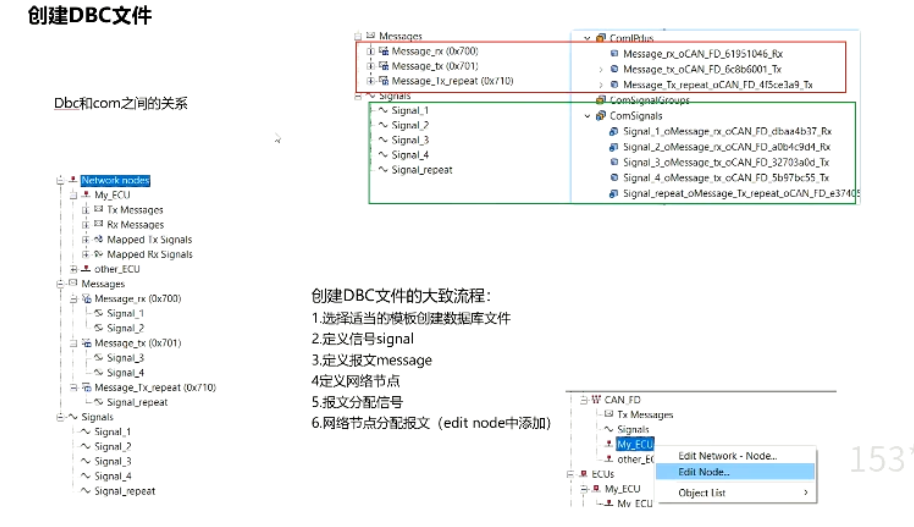 创建DBC文件
Dbc和com之间的关系
Messages
Message_rx (0x700)
Message_tx (0x701)
Message_Tx_repeat (0x710)
Signals
Signal_1
Signal_2
Signal_3
Signal_4
Signal_repeat
ComIPdus
Message_rx_oCAN_FD_61951046_Rx
Message_tx_oCAN_FD_6c8b6001_Tx
Message_Tx_repeat_oCAN_FD_4f5ce3a9_Tx
ComSignalGroups
ComSignals
Signal_1_oMessage_rx_oCAN_FD_dbaa4b37_Rx
Signal_2_oMessage_rx_oCAN_FD_a0b4c9d4_Rx
Signal_3_oMessage_tx_oCAN_FD_32703a0d_Tx
Signal_4_oMessage_tx_oCAN_FD_5b97bc55_Tx
Signal_repeat_oMessage_Tx_repeat_oCAN_FD_e3740
Network nodes
My_ECU
Tx Messages
Rx Messages
Mapped Tx Signals
Mapped Rx Signals
other_ECU
Messages
Message_rx (0x700)
Signal_1
Signal_2
Message_tx (0x701)
Signal_3
Signal_4
Message_Tx_repeat (0x710)
Signal_repeat
Signals
Signal_1
Signal_2
Signal_3
Signal_4
Signal_repeat
创建DBC文件的大致流程:
1.选择适当的模板创建数据库文件
2.定义信号signal
3.定义报文message
4定义网络节点
5.报文分配信号
6.网络节点分配报文（edit node中添加）
CAN_FD
Tx Messages
Signals
My_ECU
other_EC
ECUs
My_ECU
My_ECU
Edit Network - Node...
Edit Node...
Object List
153*